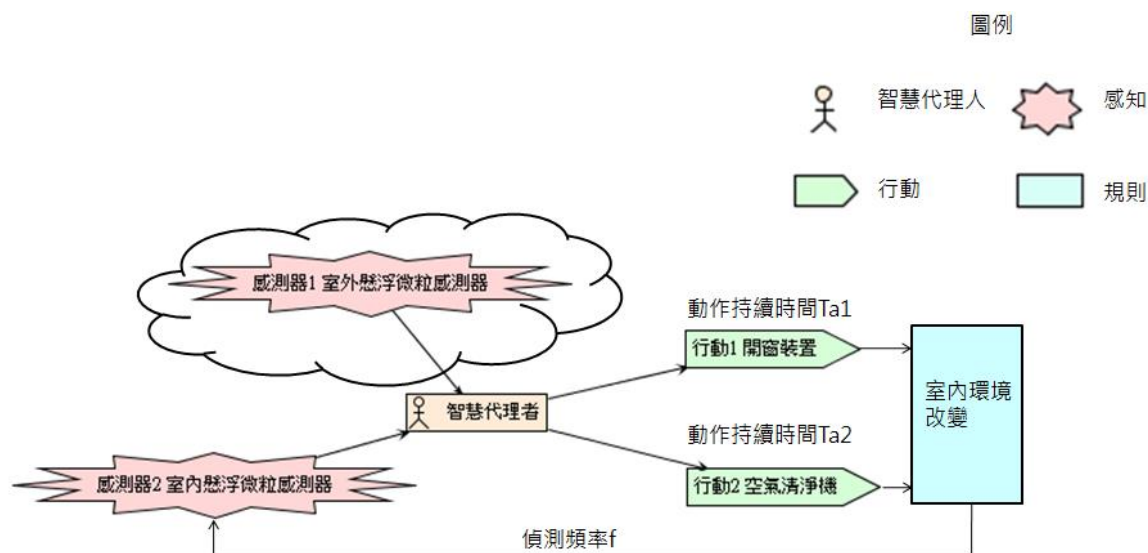 圖例
智慧代理人
感知
行動
規則
感測器1 室外懸浮微粒感測器
動作持續時間Ta1
行動1 開窗裝置
室內環境
改變
智慧代理者
動作持續時間Ta2
感測器2 室內懸浮微粒感測器
行動2 空氣清淨機
偵測頻率f